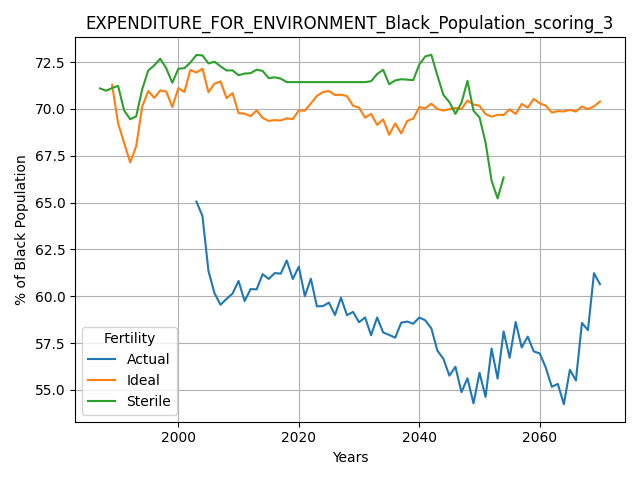 EXPENDITURE_FOR_ENVIRONMENT_Black_Population_scoring_3
% of Black Population
72.5
70.0
67.5
65.0
62.5
60.0
57.5
55.0
Fertility
Actual
Ideal
Sterile
2000
2020
2040
2060
Years